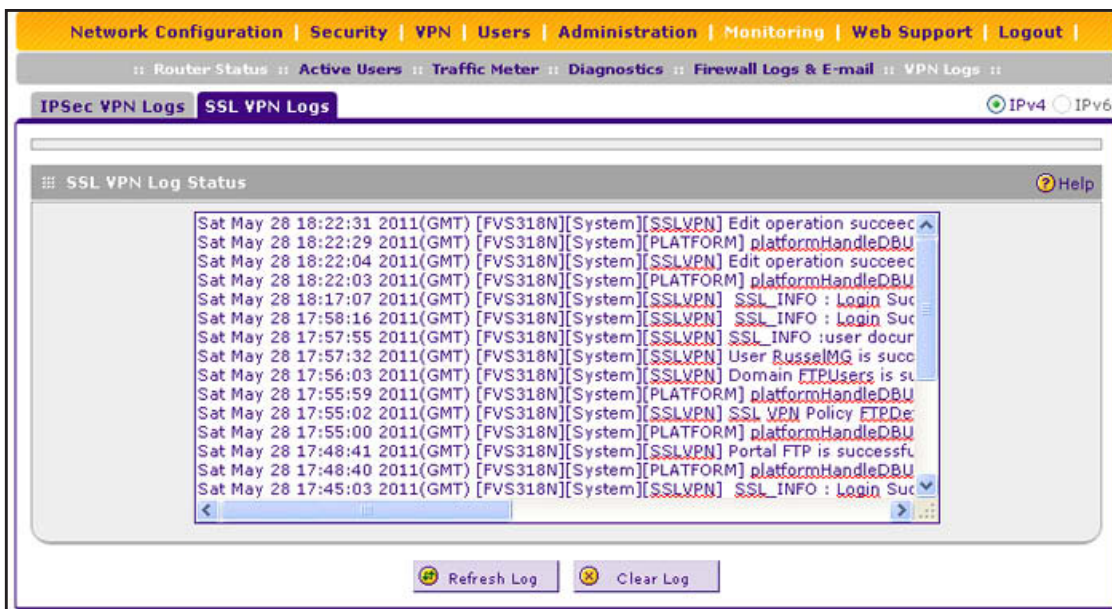 Network Configuration | Security | VPN | Users | Administration | Monitoring | Web Support | Logout |
:: Router Status :: Active Users :: Traffic Meter :: Diagnostics :: Firewall Logs & E-mail :: VPN Logs ::
IPSec VPN Logs SSL VPN Logs IPv4 IPv6
SSL VPN Log Status ? Help
Sat May 28 18:22:31 2011(GMT) [FVS318N][System][SSLVPN] Edit operation succeed
Sat May 28 18:22:29 2011(GMT) [FVS318N][System][PLATFORM] platformHandleDBU
Sat May 28 18:22:04 2011(GMT) [FVS318N][System][SSLVPN] Edit operation succeed
Sat May 28 18:22:03 2011(GMT) [FVS318N][System][PLATFORM] platformHandleDBU
Sat May 28 18:17:07 2011(GMT) [FVS318N][System][SSLVPN] SSL_INFO : Login Suc
Sat May 28 17:58:16 2011(GMT) [FVS318N][System][SSLVPN] SSL_INFO : Login Suc
Sat May 28 17:57:55 2011(GMT) [FVS318N][System][SSLVPN] SSL_INFO :user docum
Sat May 28 17:57:32 2011(GMT) [FVS318N][System][SSLVPN] User RusselMG is succ
Sat May 28 17:56:03 2011(GMT) [FVS318N][System][SSLVPN] Domain FTPUsers is su
Sat May 28 17:55:59 2011(GMT) [FVS318N][System][PLATFORM] platformHandleDBU
Sat May 28 17:55:02 2011(GMT) [FVS318N][System][SSLVPN] SSL VPN Policy FTPDe
Sat May 28 17:55:00 2011(GMT) [FVS318N][System][PLATFORM] platformHandleDBU
Sat May 28 17:48:41 2011(GMT) [FVS318N][System][SSLVPN] Portal FTP is successfu
Sat May 28 17:48:40 2011(GMT) [FVS318N][System][PLATFORM] platformHandleDBU
Sat May 28 17:45:03 2011(GMT) [FVS318N][System][SSLVPN] SSL_INFO : Login Suc
Refresh Log Clear Log